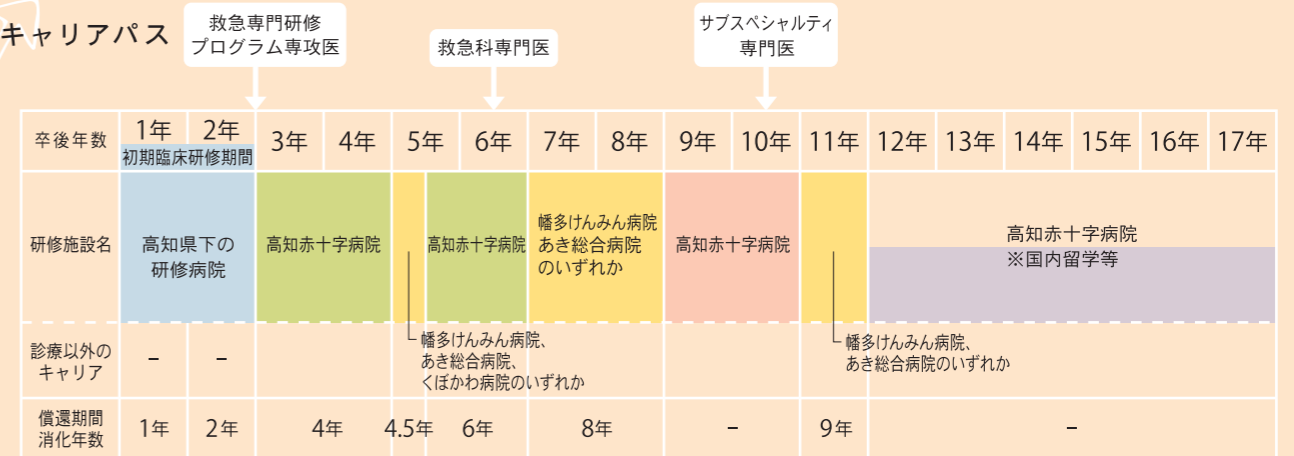 キャリアパス
救急専門研修
プログラム専攻医
救急科専門医
サブスペシャルティ
専門医
卒後年数 1年 2年 3年 4年 5年 6年 7年 8年 9年 10年 11年 12年 13年 14年 15年 16年 17年
初期臨床研修期間
研修施設名
高知県下の
研修病院
高知赤十字病院
高知赤十字病院
幡多けんみん病院
あき総合病院
のいずれか
高知赤十字病院
高知赤十字病院
※国内留学等
診療以外の
キャリア
– –
幡多けんみん病院、
あき総合病院、
くぼかわ病院のいずれか
幡多けんみん病院、
あき総合病院のいずれか
償還期間
消化年数
1年 2年 4年 4.5年 6年 8年 – 9年 –